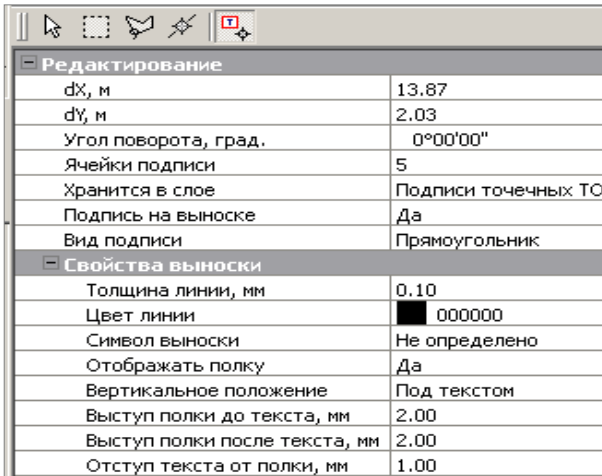 T
Редактирование
dX, м 13.87
dY, м 2.03
Угол поворота, град. 0°00'00"
Ячейки подписи 5
Хранится в слое Подписи точечных ТО
Подпись на выноске Да
Вид подписи Прямоугольник
Свойства выноски
Толщина линии, мм 0.10
Цвет линии 000000
Символ выноски Не определено
Отображать полку Да
Вертикальное положение Под текстом
Выступ полки до текста, мм 2.00
Выступ полки после текста, мм 2.00
Отступ текста от полки, мм 1.00